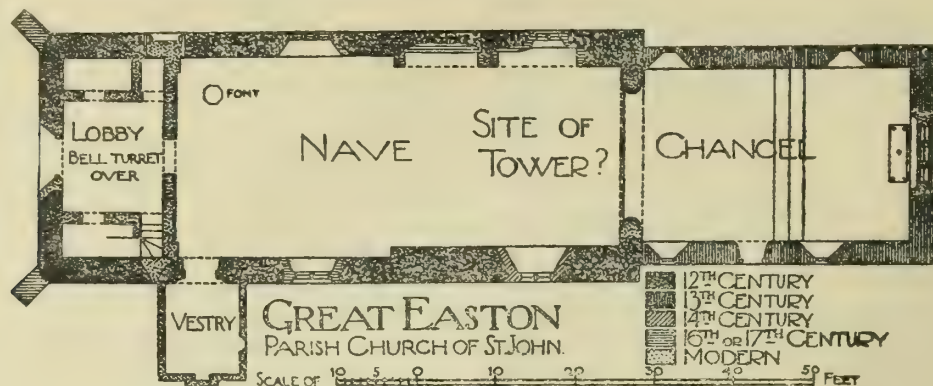 FONT
LOBBY
BELL TURRET
OVER
NAVE
SITE OF
TOWER?
CHANCEL
VESTRY
GREAT EASTON
PARISH CHURCH OF ST JOHN.
12TH CENTURY
13TH CENTURY
14TH CENTURY
16TH OR 17TH CENTURY
MODERN
SCALE OF 10 5 0 10 20 30 40 50 FEET